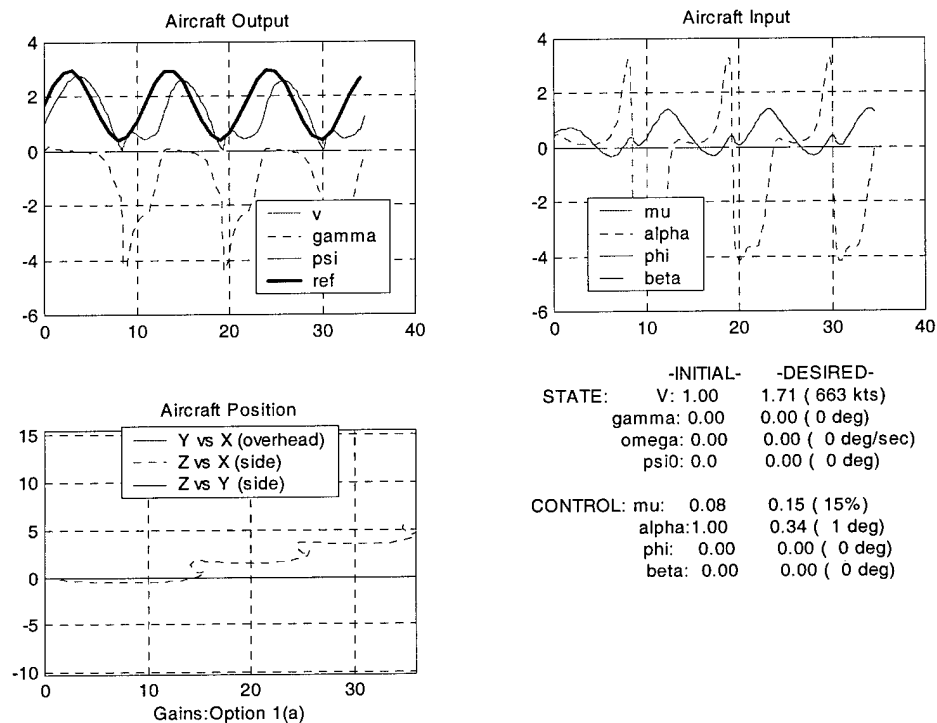 Aircraft Output
4
2
0
-2
-4
-6
0
10
20
30
40
v
gamma
psi
ref
Aircraft Input
4
2
0
-2
-4
-6
0
10
20
30
40
mu
alpha
phi
beta
Aircraft Position
15
10
5
0
-5
-10
0
10
20
30
Y vs X (overhead)
Z vs X (side)
Z vs Y (side)
Gains:Option 1(a)
-INITIAL- -DESIRED-
STATE: V: 1.00 1.71 ( 663 kts)
gamma: 0.00 0.00 ( 0 deg)
omega: 0.00 0.00 ( 0 deg/sec)
psi0: 0.0 0.00 ( 0 deg)
CONTROL: mu: 0.08 0.15 ( 15%)
alpha:1.00 0.34 ( 1 deg)
phi: 0.00 0.00 ( 0 deg)
beta: 0.00 0.00 ( 0 deg)